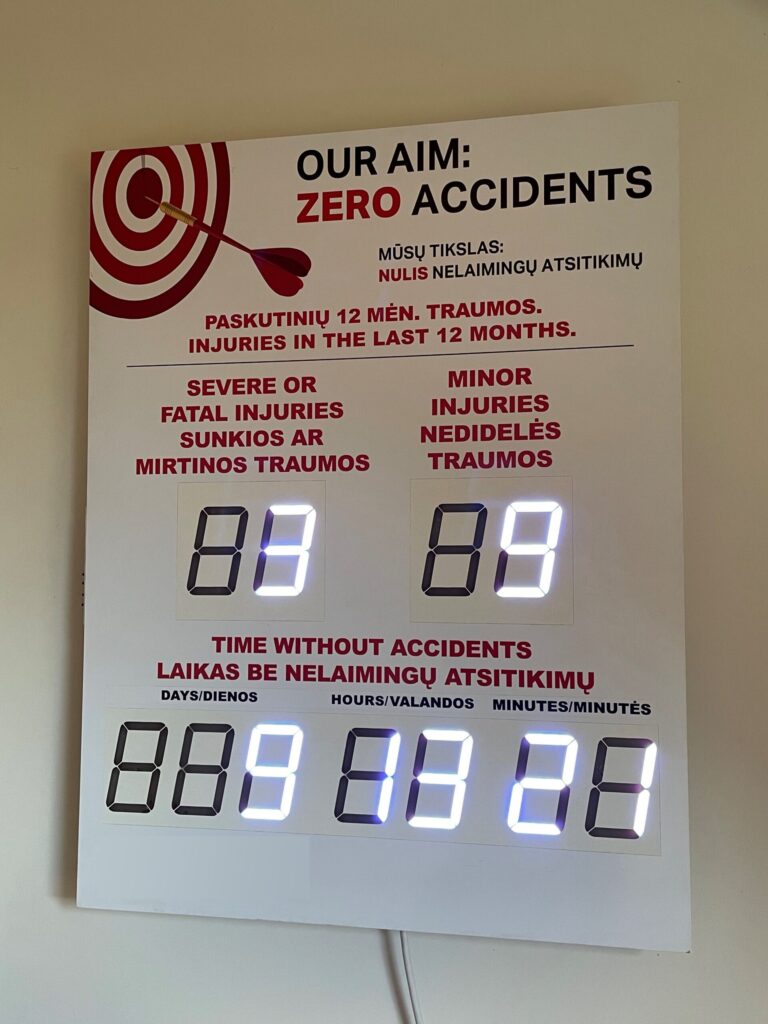 OUR AIM:
ZERO ACCIDENTS
MŪSŲ TIKSLAS:
NULIS NELAIMINGŲ ATSITIKIMŲ
PASKUTINIŲ 12 MĖN. TRAUMOS.
INJURIES IN THE LAST 12 MONTHS.
SEVERE OR
FATAL INJURIES
SUNKIOS AR
MIRTINOS TRAUMOS
3
MINOR
INJURIES
NEDIDELĖS
TRAUMOS
9
TIME WITHOUT ACCIDENTS
LAIKAS BE NELAIMINGŲ ATSITIKIMŲ
DAYS/DIENOS HOURS/VALANDOS MINUTES/MINUTĖS
9 13 21